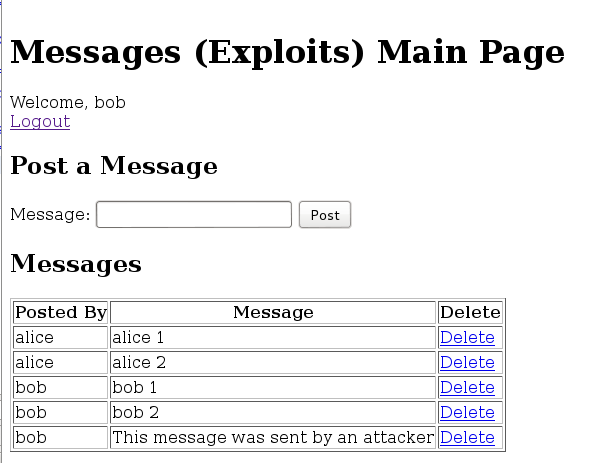 Messages (Exploits) Main Page
Welcome, bob
Logout
Post a Message
Message: Post
Messages
Posted By Message Delete
alice alice 1 Delete
alice alice 2 Delete
bob bob 1 Delete
bob bob 2 Delete
bob This message was sent by an attacker Delete